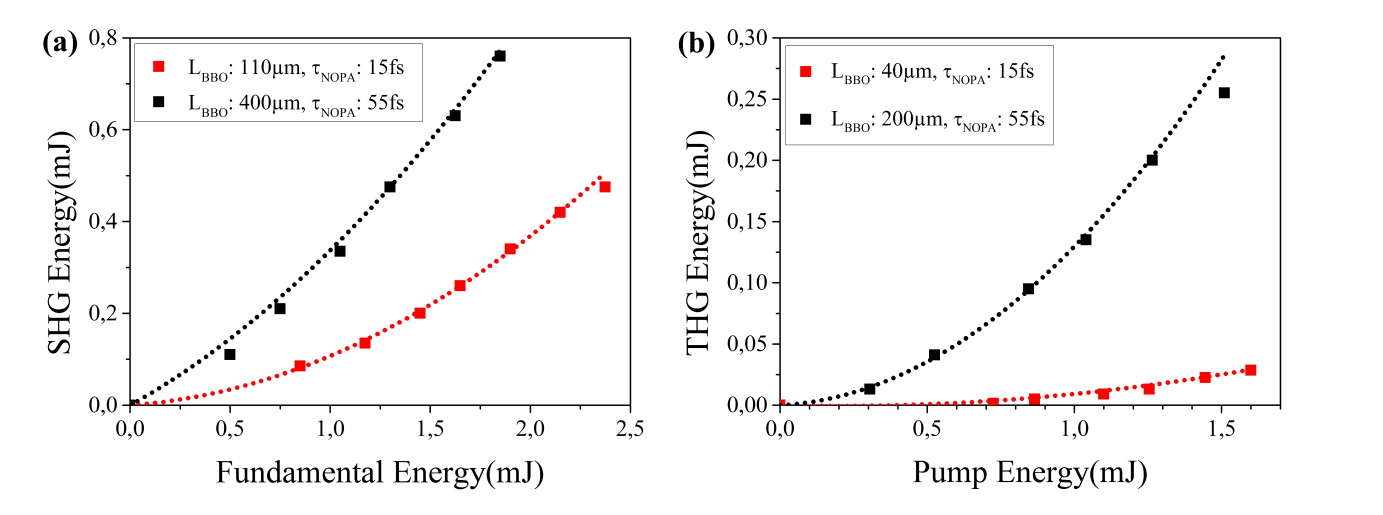 (a)
0,8
0,6
0,4
0,2
0,0
SHG Energy(mJ)
L_BBO: 110µm, τ_NOPA: 15fs
L_BBO: 400µm, τ_NOPA: 55fs
0,0 0,5 1,0 1,5 2,0 2,5
Fundamental Energy(mJ)
(b)
0,30
0,25
0,20
0,15
0,10
0,05
0,00
THG Energy(mJ)
L_BBO: 40µm, τ_NOPA: 15fs
L_BBO: 200µm, τ_NOPA: 55fs
0,0 0,5 1,0 1,5
Pump Energy(mJ)